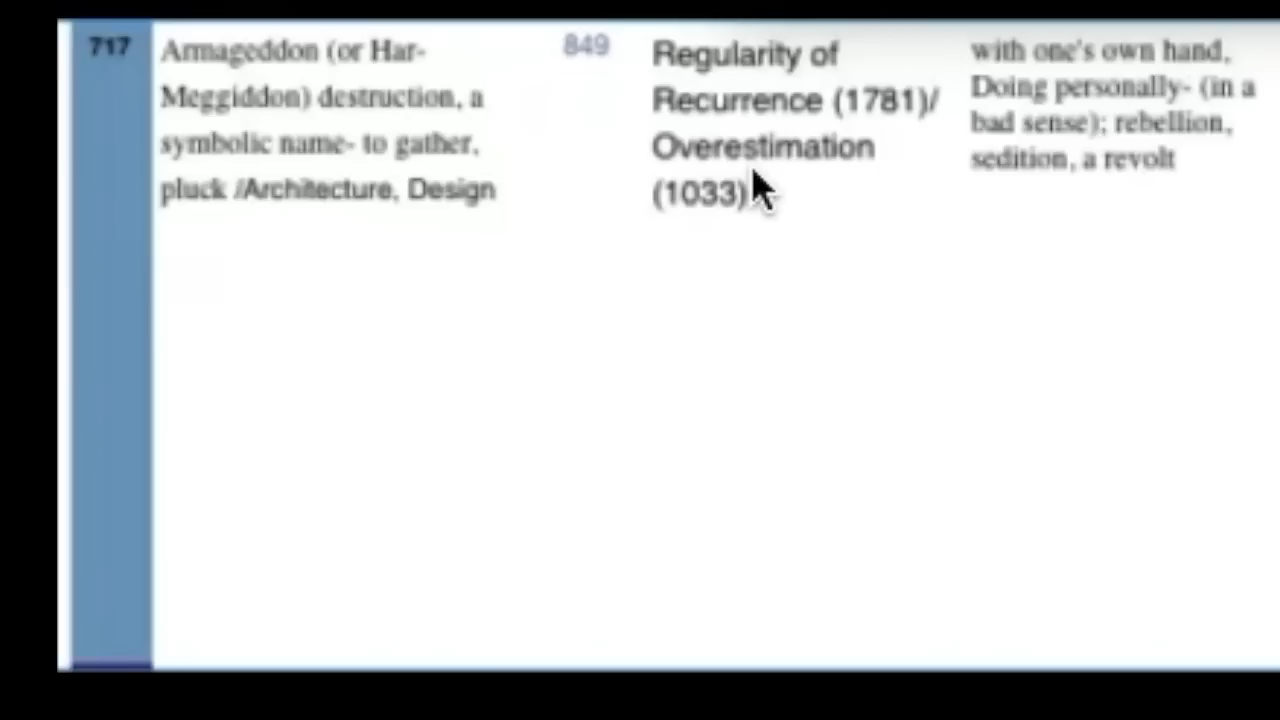 717
Armageddon (or Har-
Meggiddon) destruction, a
symbolic name- to gather,
pluck /Architecture, Design
849
Regularity of
Recurrence (1781)/
Overestimation
(1033)
with one's own hand,
Doing personally- (in a
bad sense); rebellion,
sedition, a revolt